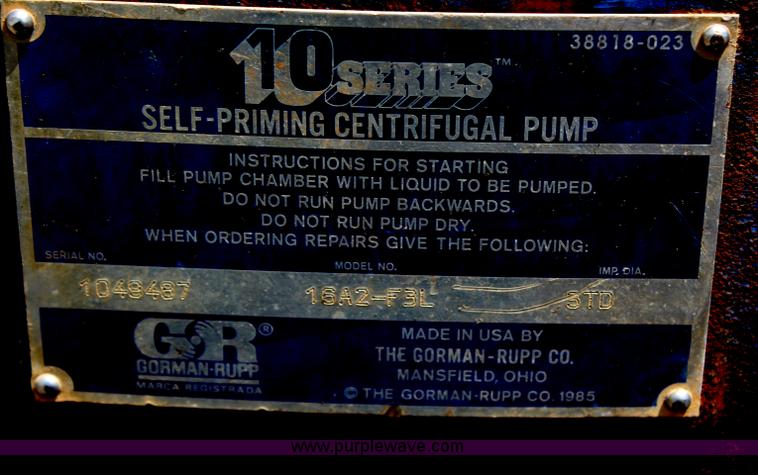 38818-023
10 SERIES™
SELF-PRIMING CENTRIFUGAL PUMP
INSTRUCTIONS FOR STARTING
FILL PUMP CHAMBER WITH LIQUID TO BE PUMPED.
DO NOT RUN PUMP BACKWARDS.
DO NOT RUN PUMP DRY.
WHEN ORDERING REPAIRS GIVE THE FOLLOWING:
SERIAL NO. MODEL NO. IMP. DIA.
1048487 16A2-F3L STD
GR®
GORMAN-RUPP
MARCA REGISTRADA
MADE IN USA BY
THE GORMAN-RUPP CO.
MANSFIELD, OHIO
© THE GORMAN-RUPP CO. 1985
www.purplewave.com